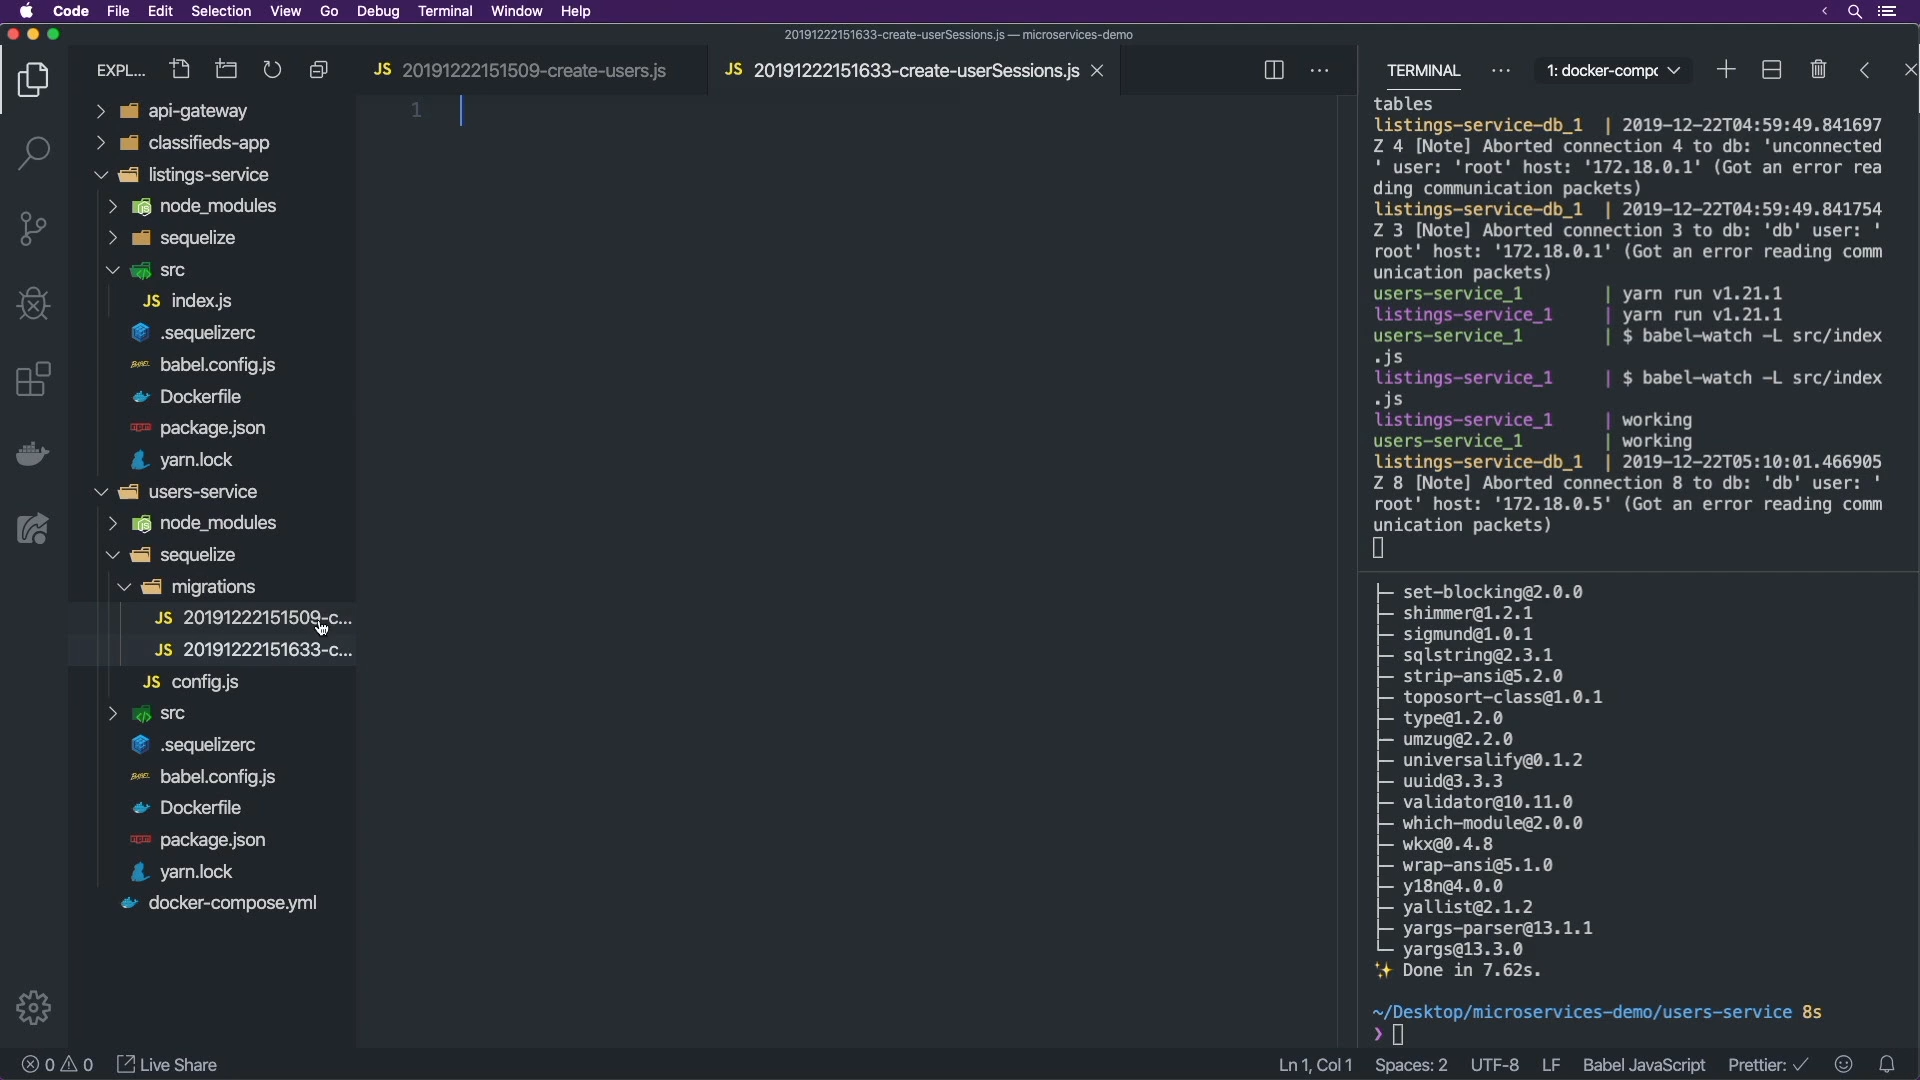 Code File Edit Selection View Go Debug Terminal Window Help
20191222151633-create-userSessions.js — microservices-demo
EXPL...
JS 20191222151509-create-users.js
JS 20191222151633-create-userSessions.js
TERMINAL
1: docker-compc
api-gateway
classifieds-app
listings-service
node_modules
sequelize
src
JS index.js
.sequelizerc
BABEL babel.config.js
Dockerfile
package.json
yarn.lock
users-service
node_modules
sequelize
migrations
JS 20191222151509-c...
JS 20191222151633-c...
JS config.js
src
.sequelizerc
BABEL babel.config.js
Dockerfile
package.json
yarn.lock
docker-compose.yml
1
tables
listings-service-db_1 | 2019-12-22T04:59:49.841697
Z 4 [Note] Aborted connection 4 to db: 'unconnected
' user: 'root' host: '172.18.0.1' (Got an error rea
ding communication packets)
listings-service-db_1 | 2019-12-22T04:59:49.841754
Z 3 [Note] Aborted connection 3 to db: 'db' user: '
root' host: '172.18.0.1' (Got an error reading comm
unication packets)
users-service_1 | yarn run v1.21.1
listings-service_1 | yarn run v1.21.1
users-service_1 | $ babel-watch -L src/index
.js
listings-service_1 | $ babel-watch -L src/index
.js
listings-service_1 | working
users-service_1 | working
listings-service-db_1 | 2019-12-22T05:10:01.466905
Z 8 [Note] Aborted connection 8 to db: 'db' user: '
root' host: '172.18.0.5' (Got an error reading comm
unication packets)
├─ set-blocking@2.0.0
├─ shimmer@1.2.1
├─ sigmund@1.0.1
├─ sqlstring@2.3.1
├─ strip-ansi@5.2.0
├─ toposort-class@1.0.1
├─ type@1.2.0
├─ umzug@2.2.0
├─ universalify@0.1.2
├─ uuid@3.3.3
├─ validator@10.11.0
├─ which-module@2.0.0
├─ wkx@0.4.8
├─ wrap-ansi@5.1.0
├─ y18n@4.0.0
├─ yallist@2.1.2
├─ yargs-parser@13.1.1
└─ yargs@13.3.0
✨ Done in 7.62s.
~/Desktop/microservices-demo/users-service 8s
❯
0 0 Live Share
Ln 1, Col 1 Spaces: 2 UTF-8 LF Babel JavaScript Prettier: ✓